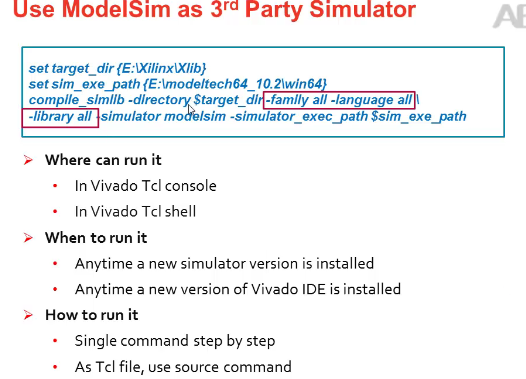 Use ModelSim as 3rd Party Simulator
set target_dir {E:\Xilinx\Xlib}
set sim_exe_path {E:\modeltech64_10.2\win64}
compile_simlib -directory $target_dir -family all -language all \
-library all -simulator modelsim -simulator_exec_path $sim_exe_path
➢ Where can run it
• In Vivado Tcl console
• In Vivado Tcl shell
➢ When to run it
• Anytime a new simulator version is installed
• Anytime a new version of Vivado IDE is installed
➢ How to run it
• Single command step by step
• As Tcl file, use source command